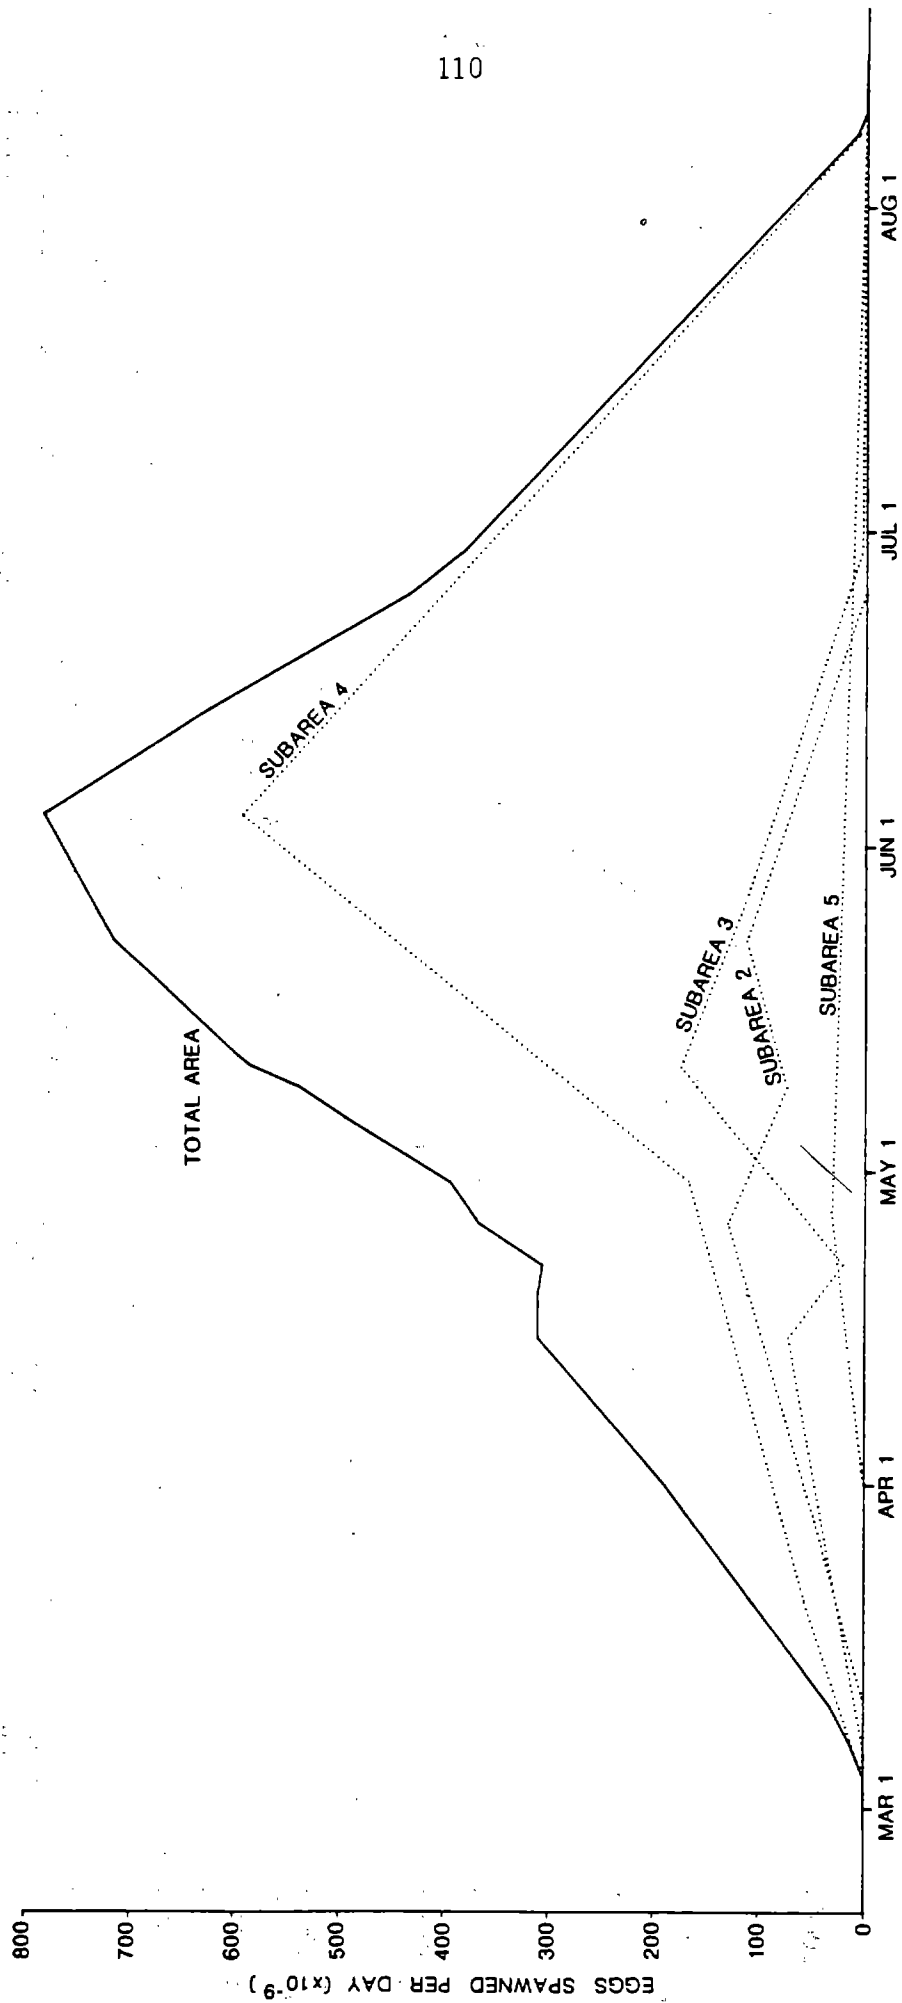 110
EGGS SPAWNED PER DAY (x10-9)
800
700
600
500
400
300
200
100
0
TOTAL AREA
SUBAREA 4
SUBAREA 3
SUBAREA 2
SUBAREA 5
MAR 1
APR 1
MAY 1
JUN 1
JUL 1
AUG 1